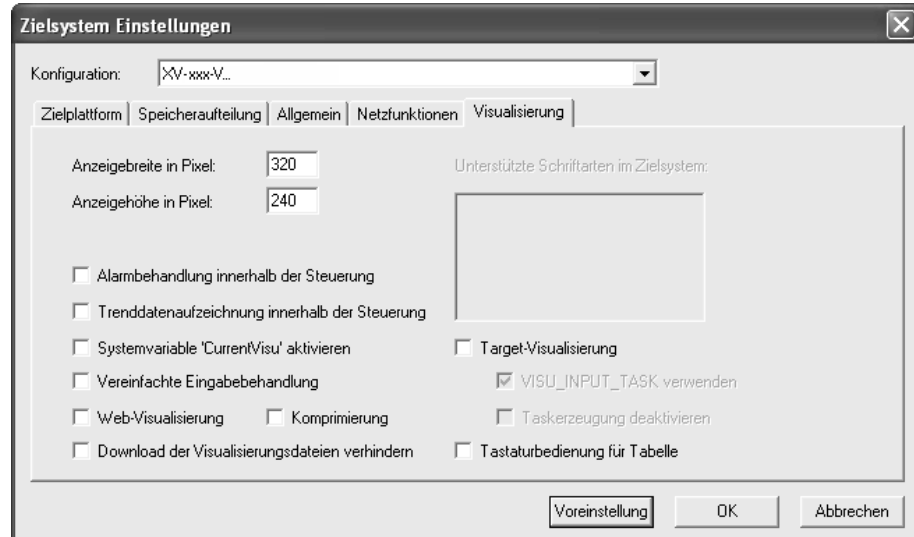 Zielsystem Einstellungen
Konfiguration: XV-xxx-V...
Zielplattform Speicheraufteilung Allgemein Netzfunktionen Visualisierung
Anzeigebreite in Pixel: 320 Unterstützte Schriftarten im Zielsystem:
Anzeigehöhe in Pixel: 240
Alarmbehandlung innerhalb der Steuerung
Trenddatenaufzeichnung innerhalb der Steuerung
Systemvariable 'CurrentVisu' aktivieren Target-Visualisierung
Vereinfachte Eingabebehandlung VISU_INPUT_TASK verwenden
Web-Visualisierung Komprimierung Taskerzeugung deaktivieren
Download der Visualisierungsdateien verhindern Tastaturbedienung für Tabelle
Voreinstellung OK Abbrechen